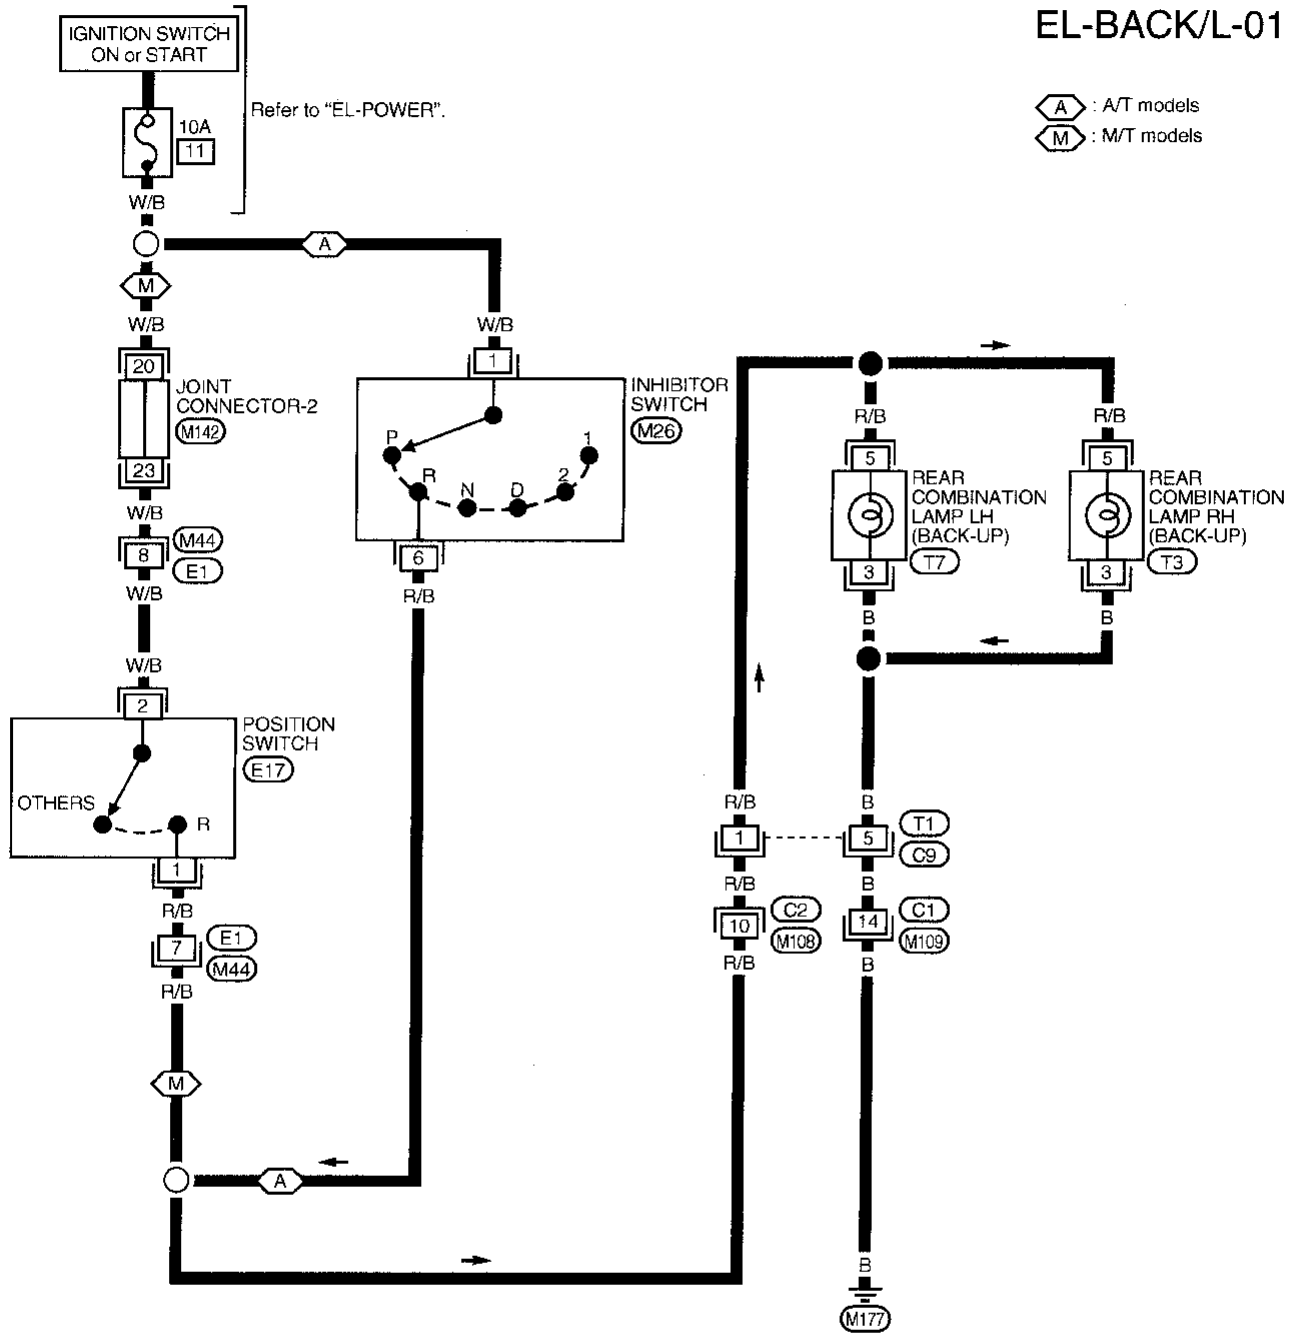 EL-BACK/L-01
IGNITION SWITCH
ON or START
Refer to "EL-POWER".
A : A/T models
M : M/T models
10A
11
W/B
A
M
W/B
W/B
20
1
JOINT
CONNECTOR-2
M142
INHIBITOR
SWITCH
M26
P
R
N
D
2
1
23
W/B
8
M44
E1
W/B
6
R/B
W/B
2
POSITION
SWITCH
E17
OTHERS
R
1
R/B
7
E1
M44
R/B
M
A
R/B
R/B
5
5
REAR
COMBINATION
LAMP LH
(BACK-UP)
T7
REAR
COMBINATION
LAMP RH
(BACK-UP)
T3
3
3
B
B
R/B
B
1
5
T1
C9
R/B
B
10
C2
M108
14
C1
M109
R/B
B
B
M177